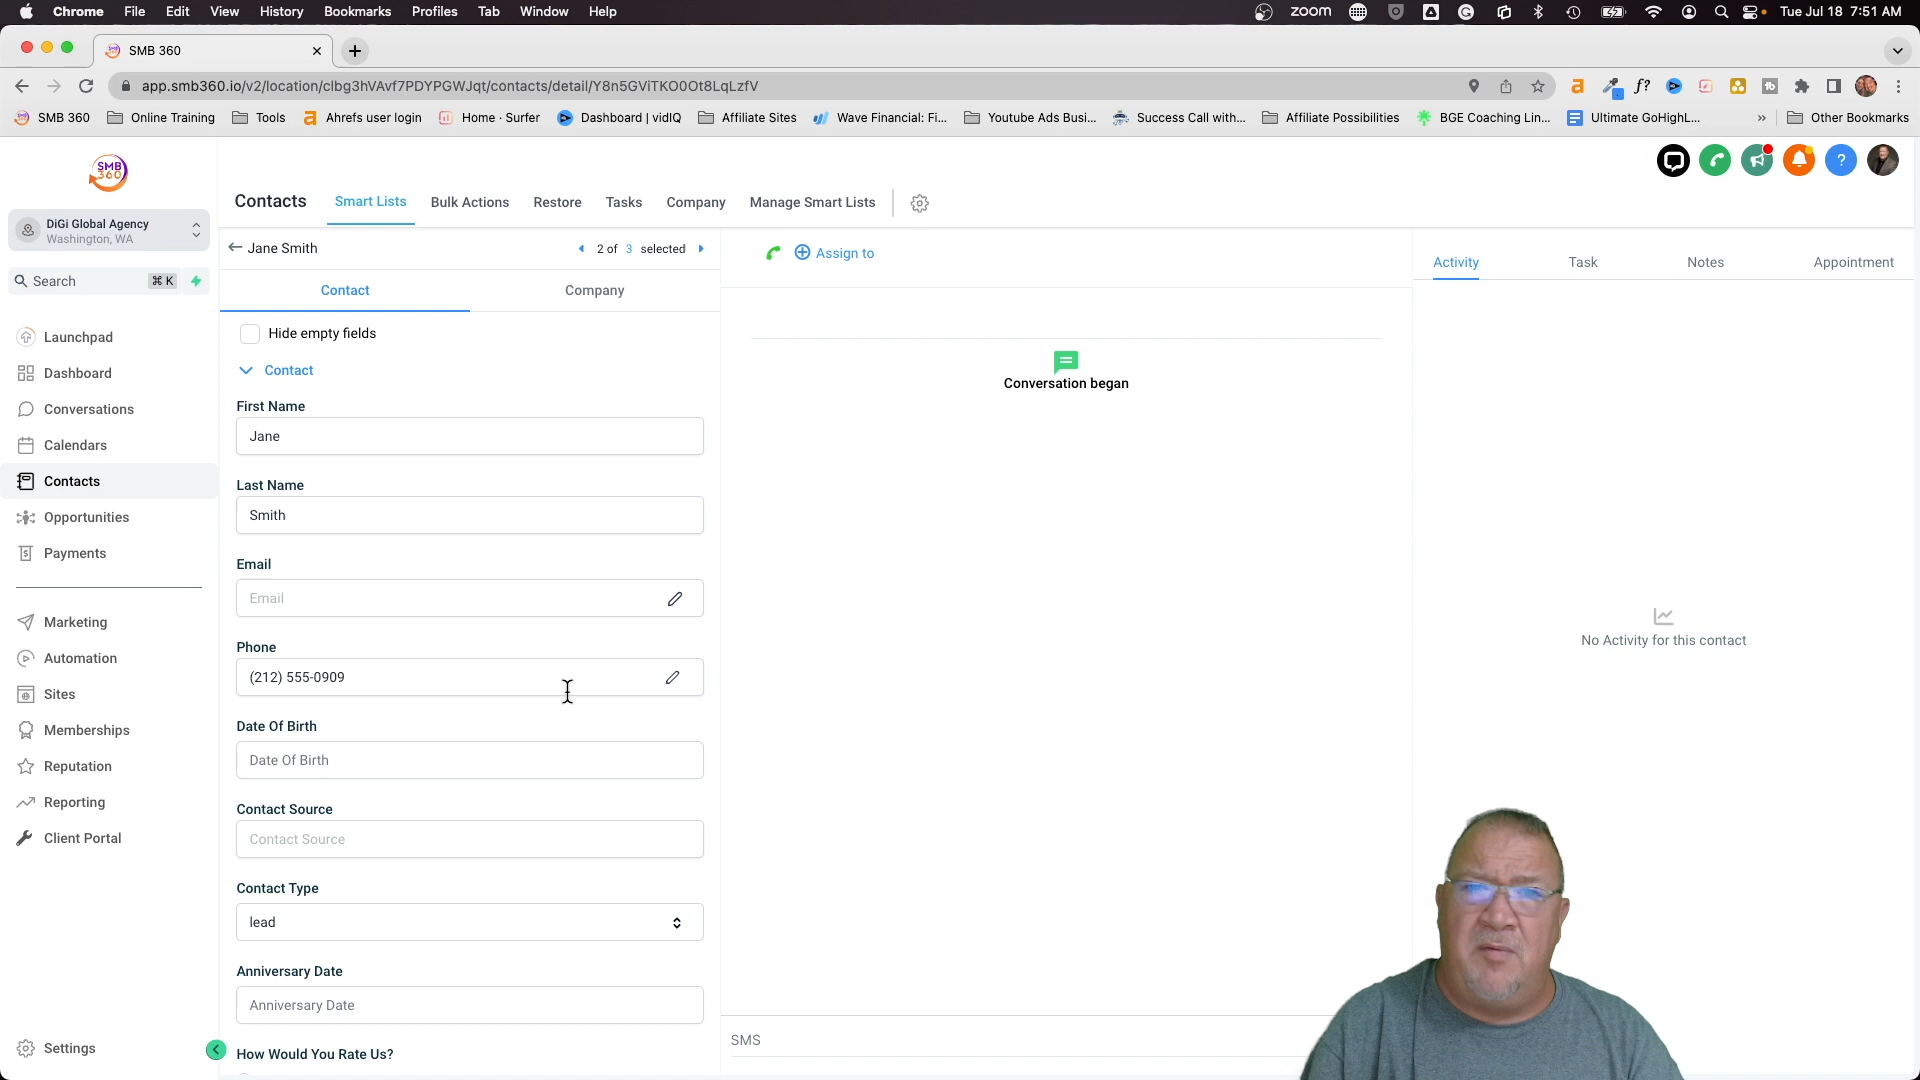 Chrome File Edit View History Bookmarks Profiles Tab Window Help
zoom
Tue Jul 18 7:51 AM
SMB 360
app.smb360.io/v2/location/clbg3hVAvf7PDYPGWJqt/contacts/detail/Y8n5GViTKO0Ot8LqLzfV
SMB 360 Online Training Tools Ahrefs user login Home · Surfer Dashboard | vidIQ Affiliate Sites Wave Financial: Fi... Youtube Ads Busi... Success Call with... Affiliate Possibilities BGE Coaching Lin... Ultimate GoHighL... » Other Bookmarks
SMB
360
DiGi Global Agency
Washington, WA
Search ⌘ K
Launchpad
Dashboard
Conversations
Calendars
Contacts
Opportunities
Payments
Marketing
Automation
Sites
Memberships
Reputation
Reporting
Client Portal
Settings
Contacts Smart Lists Bulk Actions Restore Tasks Company Manage Smart Lists
Jane Smith 2 of 3 selected
Contact Company
Hide empty fields
Contact
First Name
Jane
Last Name
Smith
Email
Email
Phone
(212) 555-0909
Date Of Birth
Date Of Birth
Contact Source
Contact Source
Contact Type
lead
Anniversary Date
Anniversary Date
How Would You Rate Us?
Assign to
Conversation began
SMS
Activity Task Notes Appointment
No Activity for this contact